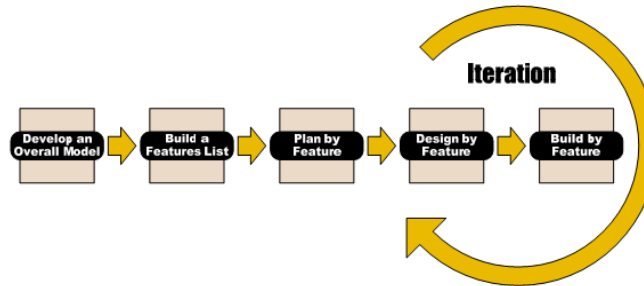 Iteration
Develop an
Overall Model
Build a
Features List
Plan by
Feature
Design by
Feature
Build by
Feature